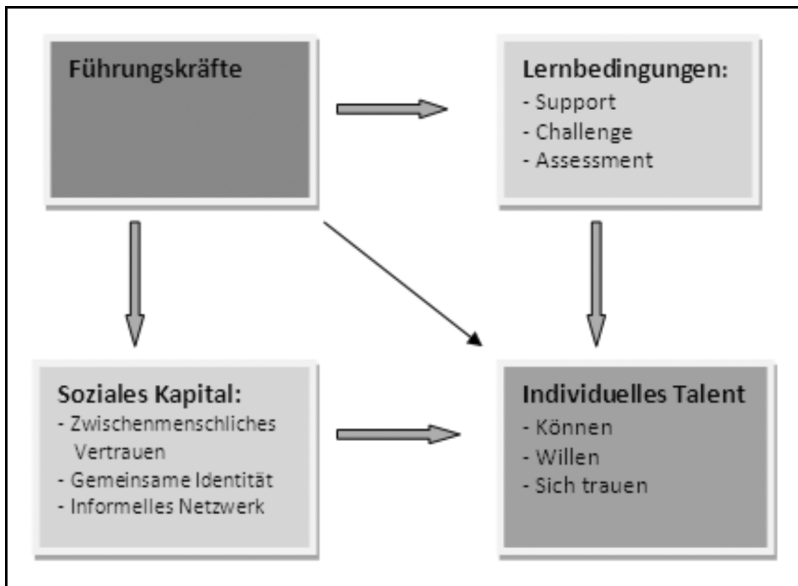 Führungskräfte
Lernbedingungen:
- Support
- Challenge
- Assessment
Soziales Kapital:
- Zwischenmenschliches
Vertrauen
- Gemeinsame Identität
- Informelles Netzwerk
Individuelles Talent
- Können
- Willen
- Sich trauen